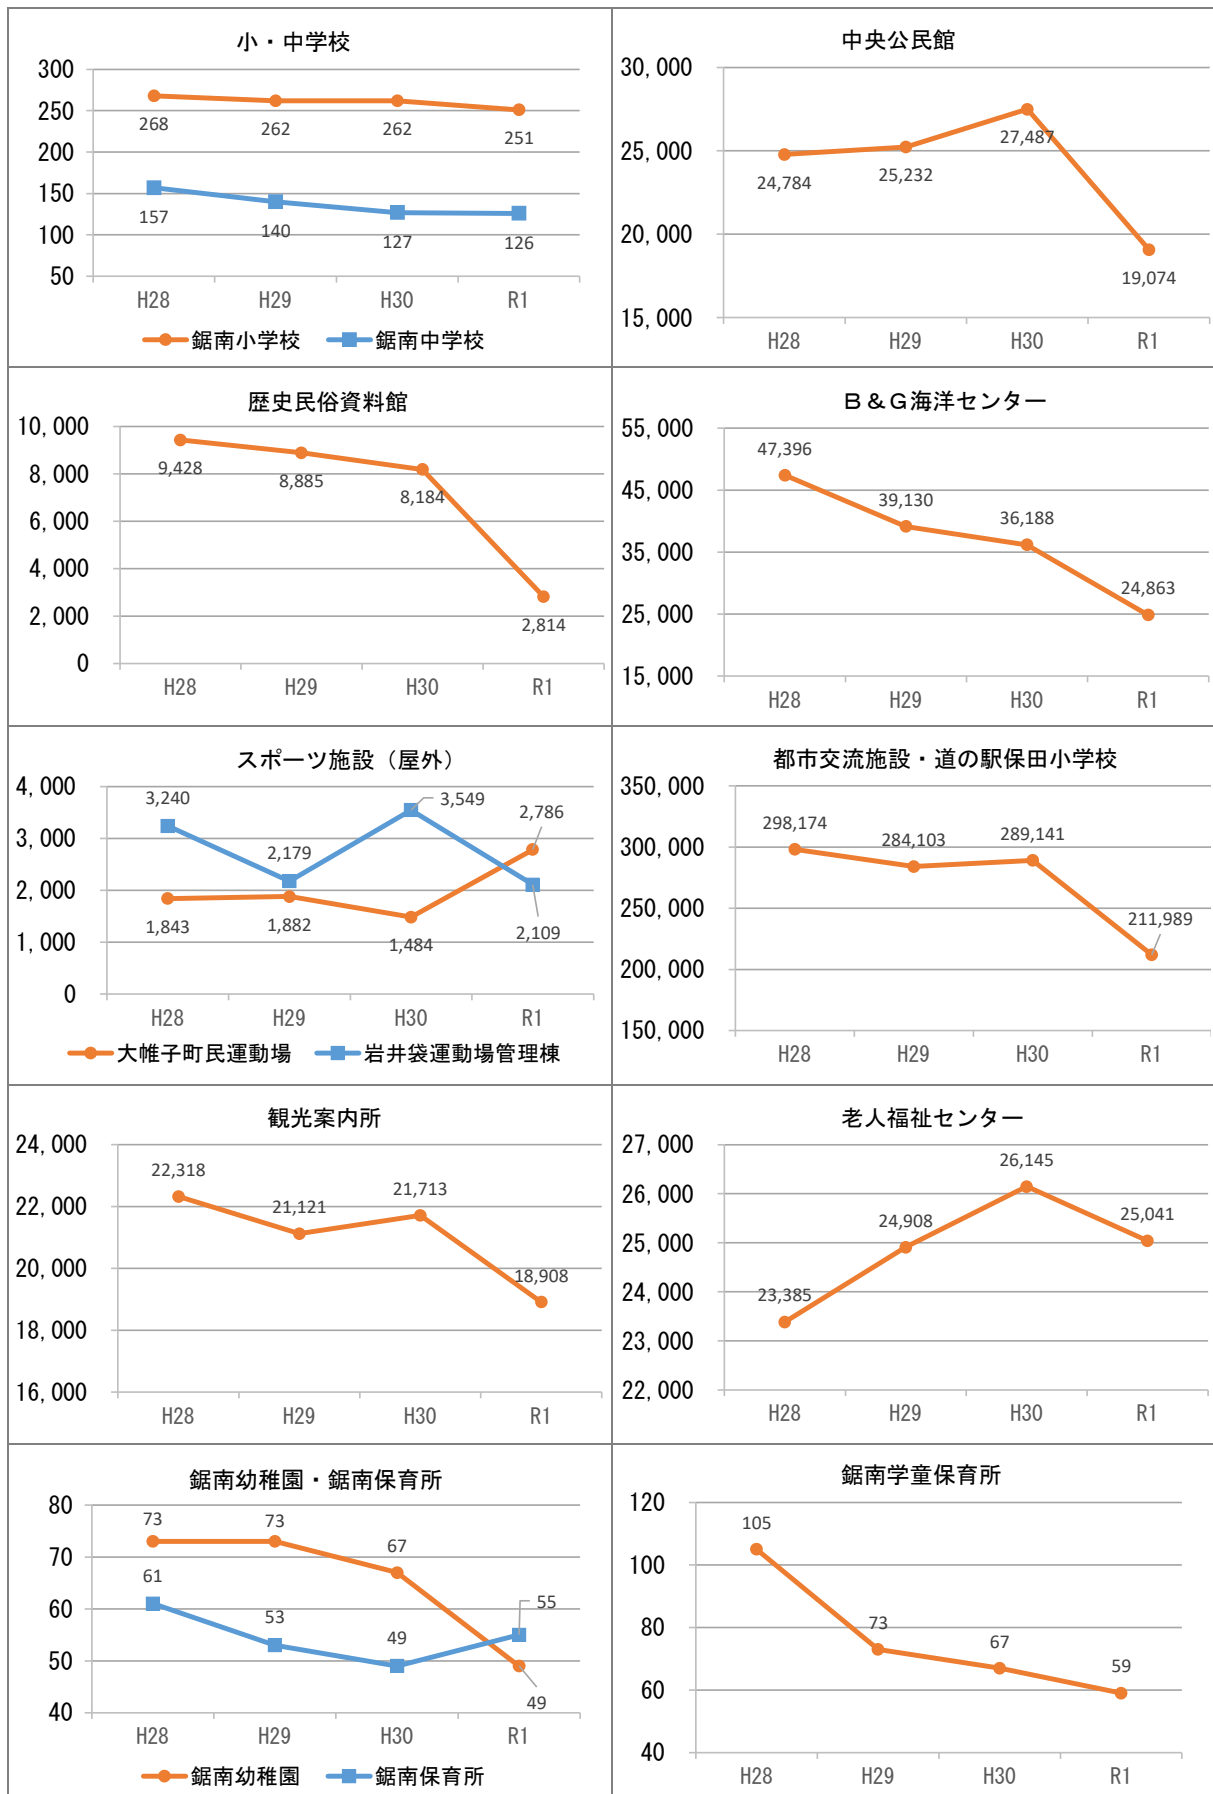 小・中学校
300
250
200
150
100
50
268
262
262
251
157
140
127
126
H28
H29
H30
R1
鋸南小学校
鋸南中学校
中央公民館
30,000
25,000
20,000
15,000
24,784
25,232
27,487
19,074
H28
H29
H30
R1
歴史民俗資料館
10,000
8,000
6,000
4,000
2,000
0
9,428
8,885
8,184
2,814
H28
H29
H30
R1
B&G海洋センター
55,000
45,000
35,000
25,000
15,000
47,396
39,130
36,188
24,863
H28
H29
H30
R1
スポーツ施設（屋外）
4,000
3,000
2,000
1,000
0
3,240
2,179
3,549
2,786
1,843
1,882
1,484
2,109
H28
H29
H30
R1
大帷子町民運動場
岩井袋運動場管理棟
都市交流施設・道の駅保田小学校
350,000
300,000
250,000
200,000
150,000
298,174
284,103
289,141
211,989
H28
H29
H30
R1
観光案内所
24,000
22,000
20,000
18,000
16,000
22,318
21,121
21,713
18,908
H28
H29
H30
R1
老人福祉センター
27,000
26,000
25,000
24,000
23,000
22,000
23,385
24,908
26,145
25,041
H28
H29
H30
R1
鋸南幼稚園・鋸南保育所
80
70
60
50
40
73
73
67
49
61
53
49
55
H28
H29
H30
R1
鋸南幼稚園
鋸南保育所
鋸南学童保育所
120
100
80
60
40
105
73
67
59
H28
H29
H30
R1